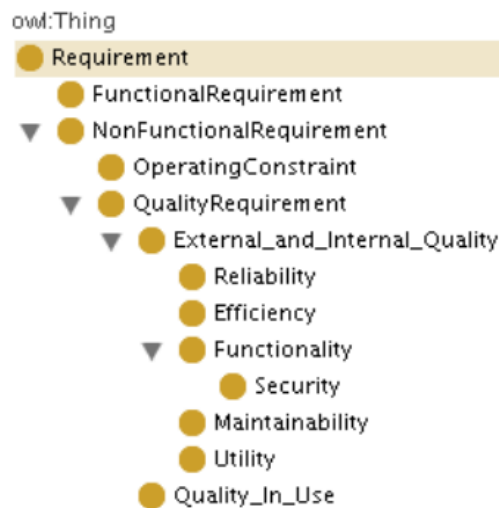 owl:Thing
Requirement
FunctionalRequirement
NonFunctionalRequirement
OperatingConstraint
QualityRequirement
External_and_Internal_Quality
Reliability
Efficiency
Functionality
Security
Maintainability
Utility
Quality_In_Use